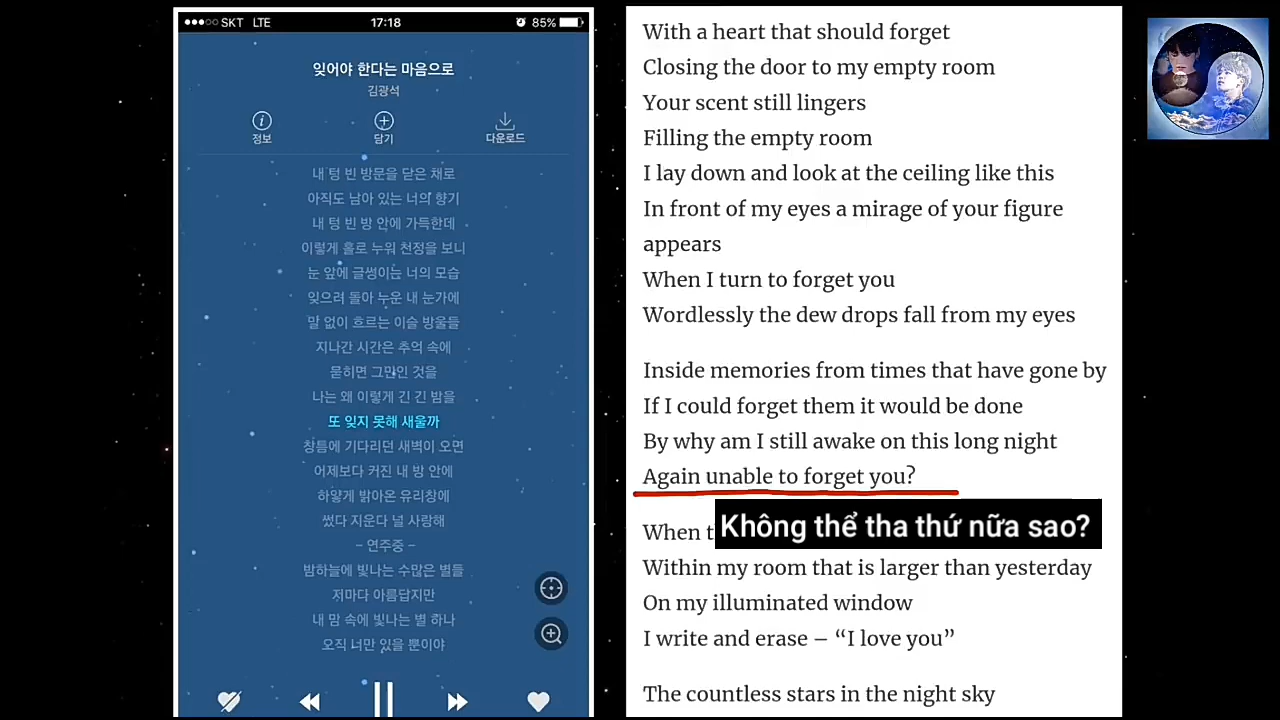 SKT LTE 17:18 85%
잊어야 한다는 마음으로
김광석
정보 담기 다운로드
내 텅 빈 방문을 닫은 채로
아직도 남아 있는 너의 향기
내 텅 빈 방 안에 가득한데
이렇게 홀로 누워 천정을 보니
눈 앞에 글썽이는 너의 모습
잊으려 돌아 누운 내 눈가에
말 없이 흐르는 이슬 방울들
지나간 시간은 추억 속에
묻히면 그만인 것을
나는 왜 이렇게 긴 긴 밤을
또 잊지 못해 새울까
창틈에 기다리던 새벽이 오면
어제보다 커진 내 방 안에
하얗게 밝아온 유리창에
썼다 지운다 널 사랑해
- 연주중 -
밤하늘에 빛나는 수많은 별들
저마다 아름답지만
내 맘 속에 빛나는 별 하나
오직 너만 있을 뿐이야
With a heart that should forget
Closing the door to my empty room
Your scent still lingers
Filling the empty room
I lay down and look at the ceiling like this
In front of my eyes a mirage of your figure
appears
When I turn to forget you
Wordlessly the dew drops fall from my eyes
Inside memories from times that have gone by
If I could forget them it would be done
By why am I still awake on this long night
Again unable to forget you?
When
Không thể tha thứ nữa sao?
Within my room that is larger than yesterday
On my illuminated window
I write and erase – “I love you”
The countless stars in the night sky